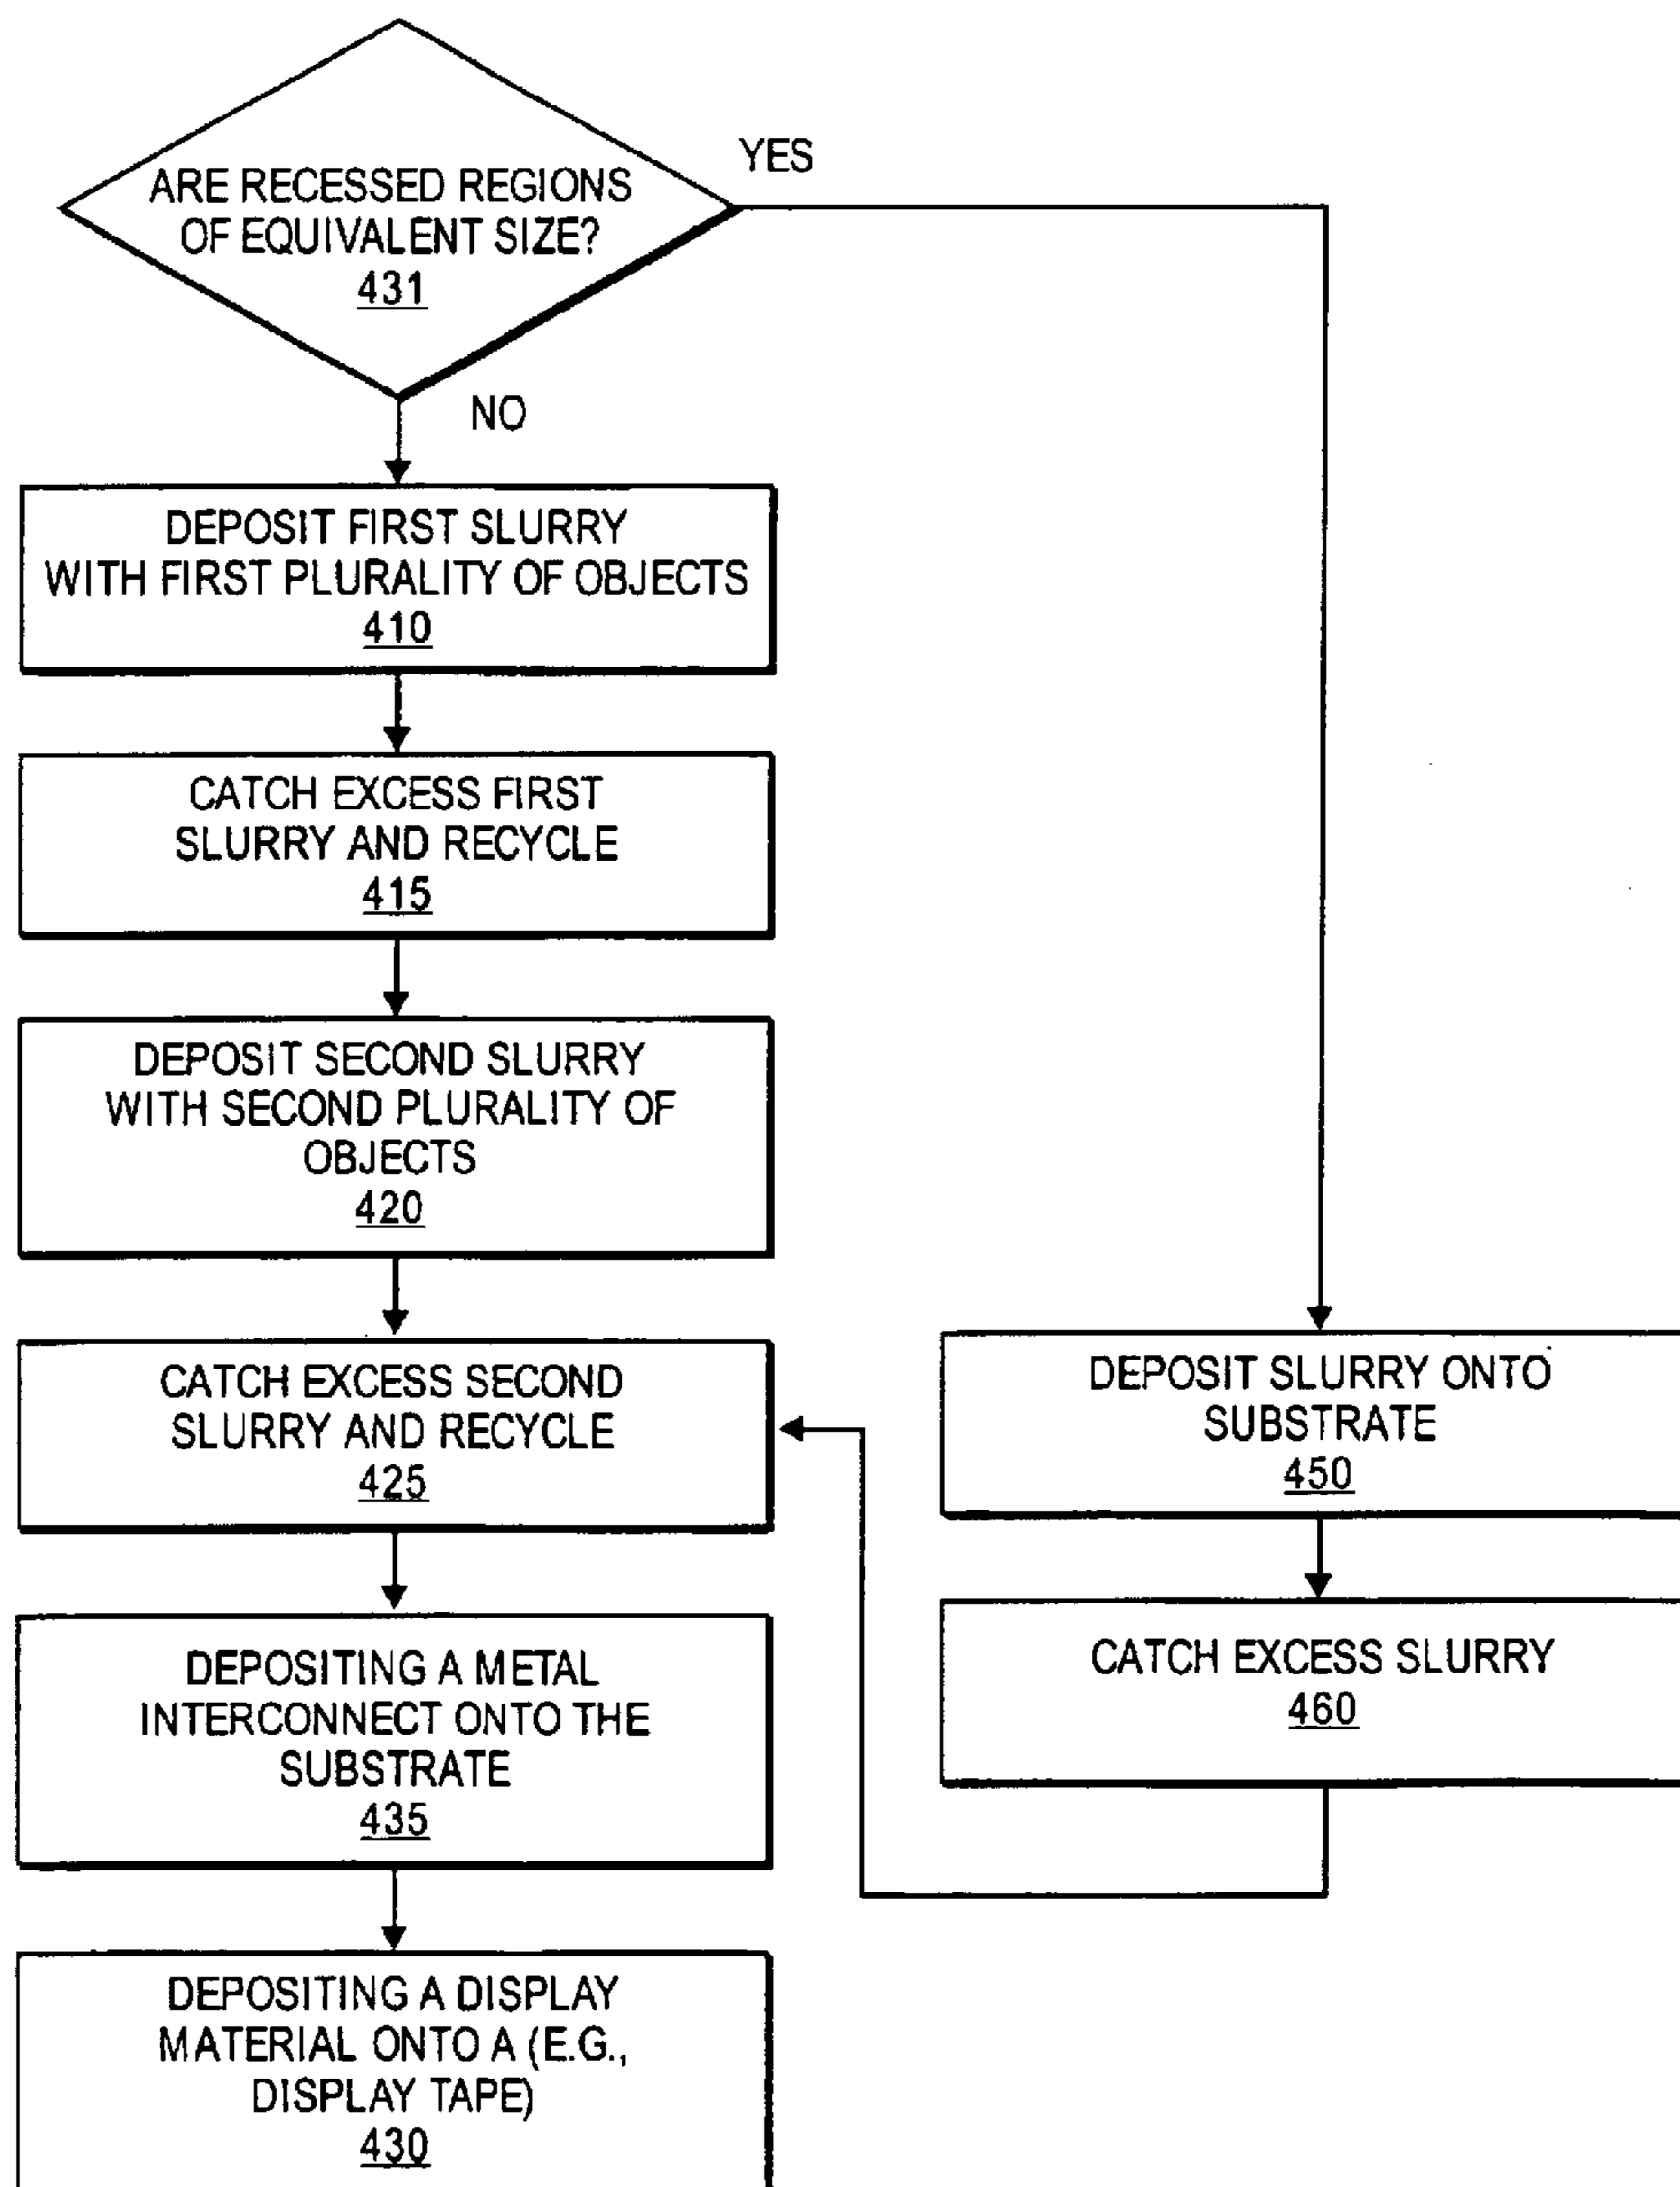 ARE RECESSED REGIONS
OF EQUIVALENT SIZE?
431
YES
NO
DEPOSIT FIRST SLURRY
WITH FIRST PLURALITY OF OBJECTS
410
CATCH EXCESS FIRST
SLURRY AND RECYCLE
415
DEPOSIT SECOND SLURRY
WITH SECOND PLURALITY OF
OBJECTS
420
CATCH EXCESS SECOND
SLURRY AND RECYCLE
425
DEPOSITING A METAL
INTERCONNECT ONTO THE
SUBSTRATE
435
DEPOSITING A DISPLAY
MATERIAL ONTO A (E.G.,
DISPLAY TAPE)
430
DEPOSIT SLURRY ONTO
SUBSTRATE
450
CATCH EXCESS SLURRY
460